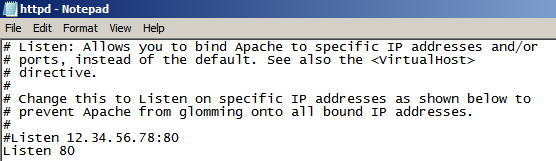 httpd - Notepad
File Edit Format View Help
# Listen: Allows you to bind Apache to specific IP addresses and/or
# ports, instead of the default. See also the <VirtualHost>
# directive.
#
# Change this to Listen on specific IP addresses as shown below to
# prevent Apache from glomming onto all bound IP addresses.
#
#Listen 12.34.56.78:80
Listen 80